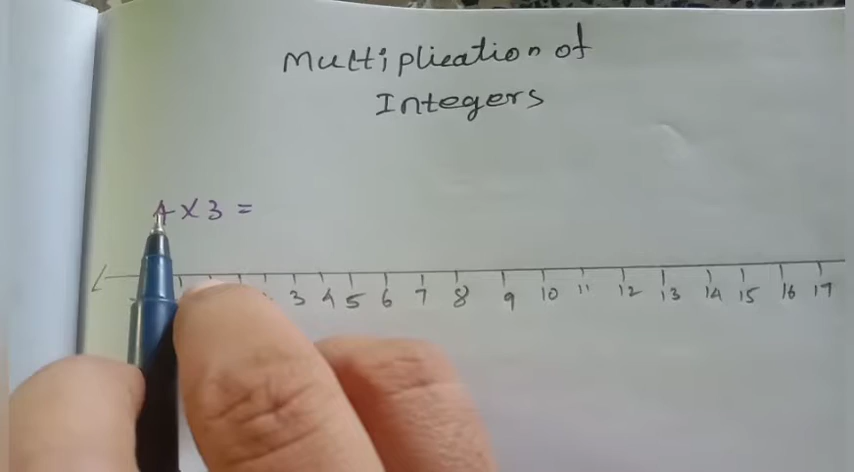 Multiplication of
Integers
4 × 3 =
3 4 5 6 7 8 9 10 11 12 13 14 15 16 17